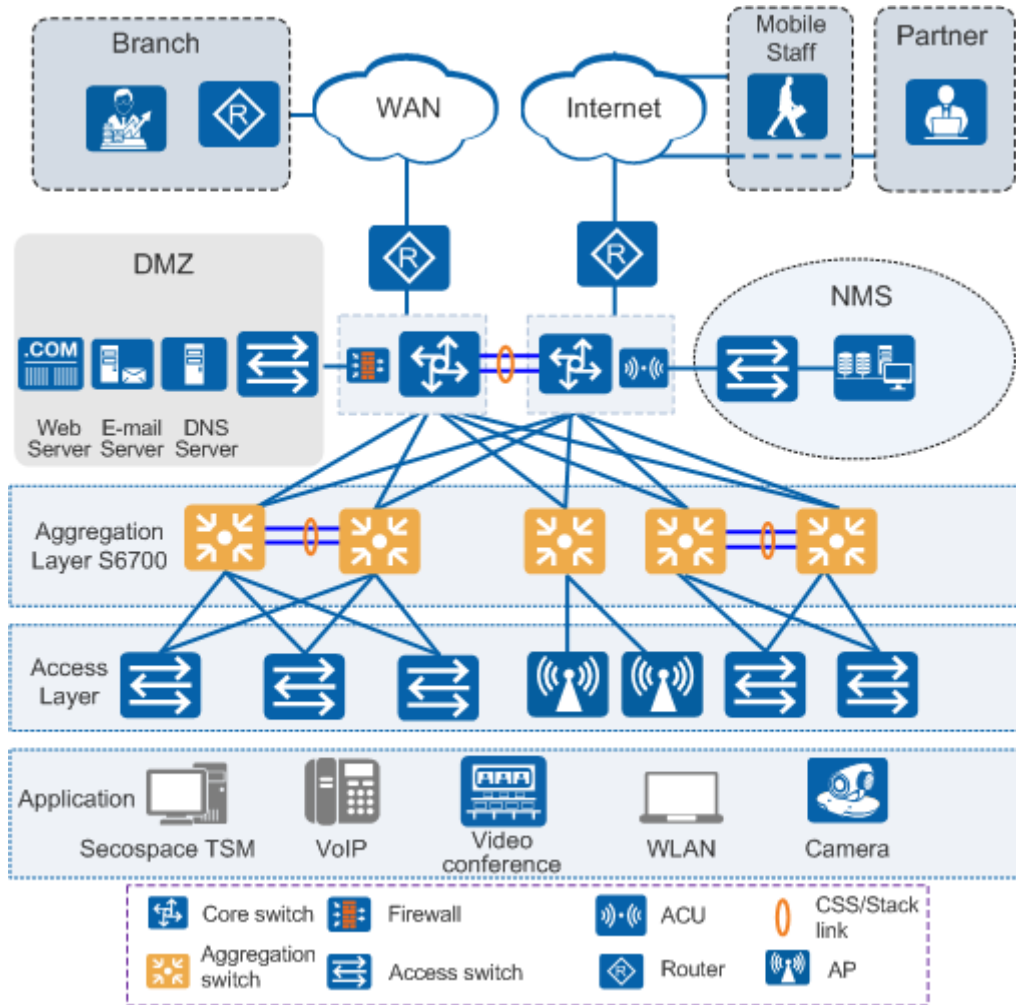 Branch
WAN
Internet
Mobile
Staff
Partner
R
R
R
DMZ
NMS
.COM
Web
Server
E-mail
Server
DNS
Server
Aggregation
Layer S6700
Access
Layer
Application
Secospace TSM
VoIP
Video
conference
WLAN
Camera
Core switch
Firewall
ACU
CSS/Stack
link
Aggregation
switch
Access switch
R
Router
AP